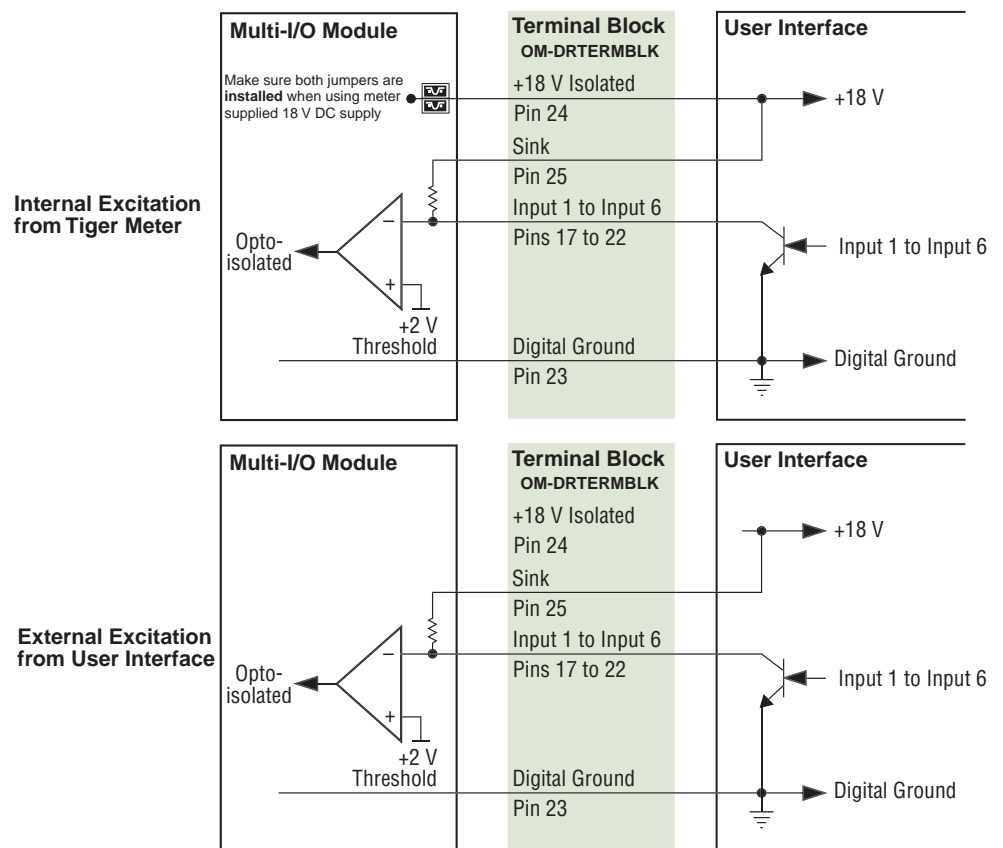 Multi-I/O Module
Terminal Block
OM-DRTERMBLK
User Interface
Make sure both jumpers are
installed when using meter
supplied 18 V DC supply
+18 V Isolated
Pin 24
+18 V
Sink
Pin 25
Internal Excitation
from Tiger Meter
Input 1 to Input 6
Pins 17 to 22
Opto-
isolated
–
+
Input 1 to Input 6
+2 V
Threshold
Digital Ground
Pin 23
Digital Ground
Multi-I/O Module
Terminal Block
OM-DRTERMBLK
User Interface
+18 V Isolated
Pin 24
+18 V
Sink
Pin 25
External Excitation
from User Interface
Input 1 to Input 6
Pins 17 to 22
Opto-
isolated
–
+
Input 1 to Input 6
+2 V
Threshold
Digital Ground
Pin 23
Digital Ground